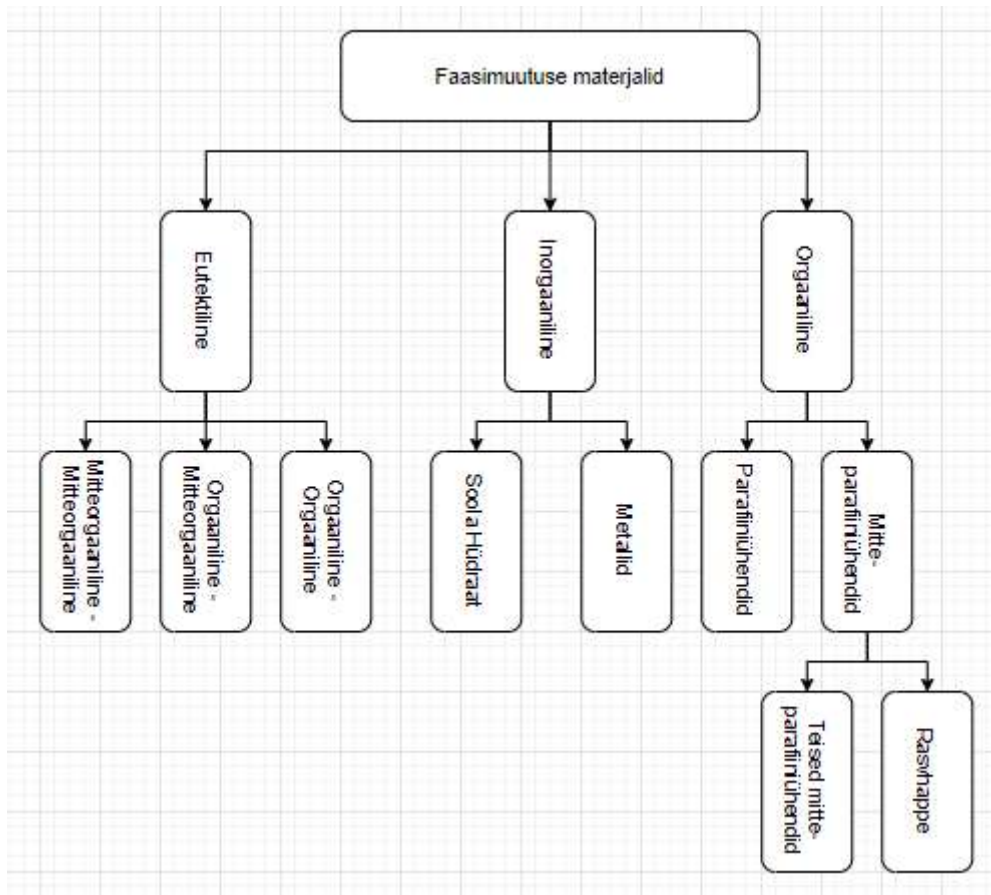 Faasimuutuse materjalid
Eutektiline
Inorgaaniline
Orgaaniline
Mitteorgaaniline -
Mitteorgaaniline
Orgaaniline -
Mitteorgaaniline
Orgaaniline -
Orgaaniline
Soola Hüdraat
Metallid
Parafiiniühendid
Mitte-
parafiiniühendid
Teised mitte-
parafiiniühendid
Rasvhappe